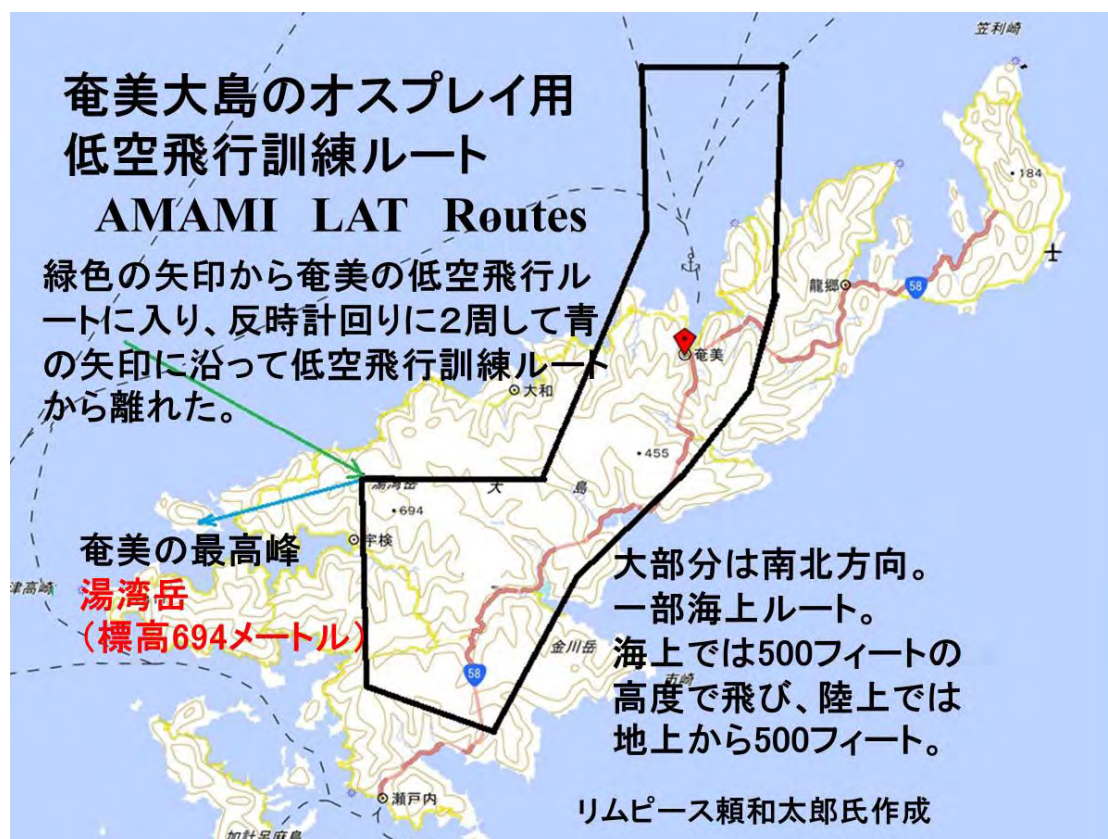 笠利崎
奄美大島のオスプレイ用
低空飛行訓練ルート
AMAMI LAT Routes
184
緑色の矢印から奄美の低空飛行ル
ートに入り、反時計回りに2周して青
の矢印に沿って低空飛行訓練ルート
から離れた。
龍郷
58
奄美
大和
455
湯湾岳
大 島
694
宇検
奄美の最高峰
湯湾岳
(標高694メートル)
津高崎
大部分は南北方向。
一部海上ルート。
海上では500フィートの
高度で飛び、陸上では
地上から500フィート。
金川岳
市崎
58
瀬戸内
加計呂麻島
リムピース頼和太郎氏作成